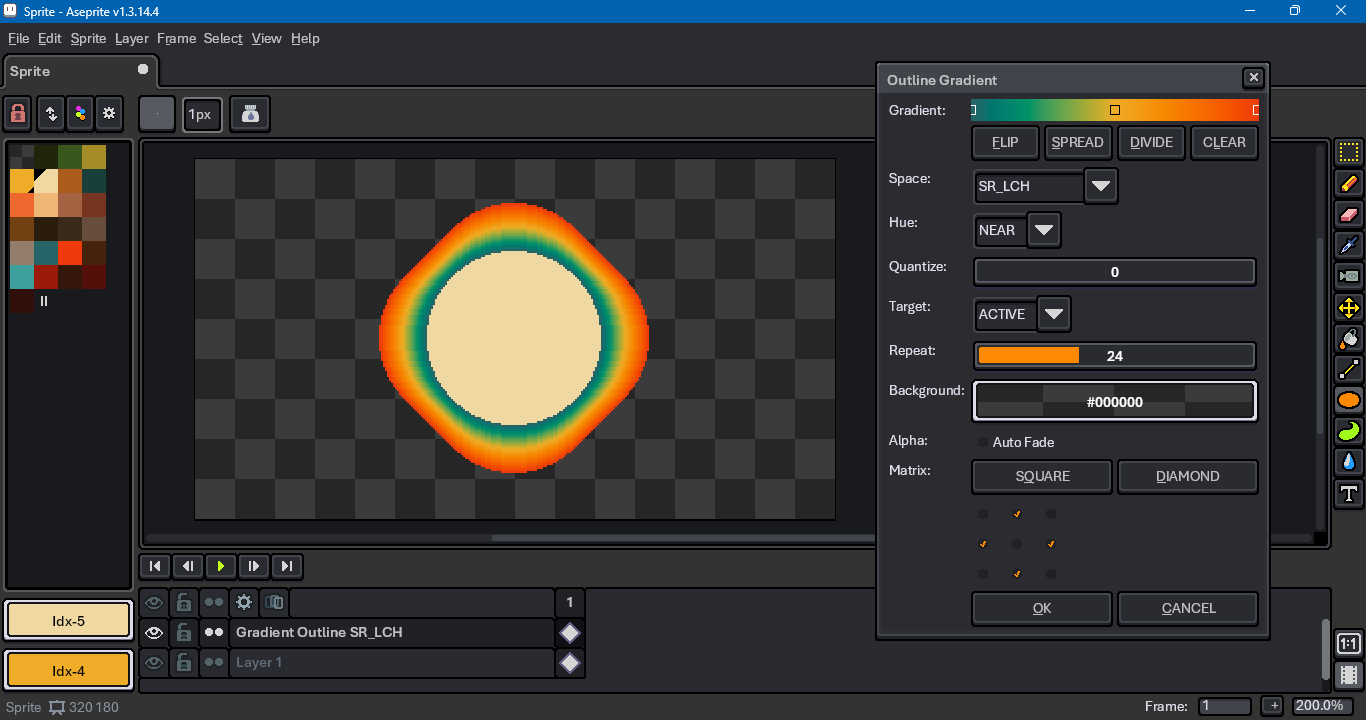 Sprite - Aseprite v1.3.14.4
File Edit Sprite Layer Frame Select View Help
Sprite
1px
Outline Gradient
Gradient:
FLIP SPREAD DIVIDE CLEAR
Space: SR_LCH
Hue: NEAR
Quantize: 0
Target: ACTIVE
Repeat: 24
Background: #000000
Alpha: Auto Fade
Matrix: SQUARE DIAMOND
OK CANCEL
1
Gradient Outline SR_LCH
Layer 1
Idx-5
Idx-4
T
1:1
Sprite 320 180
Frame: 1 + 200.0%